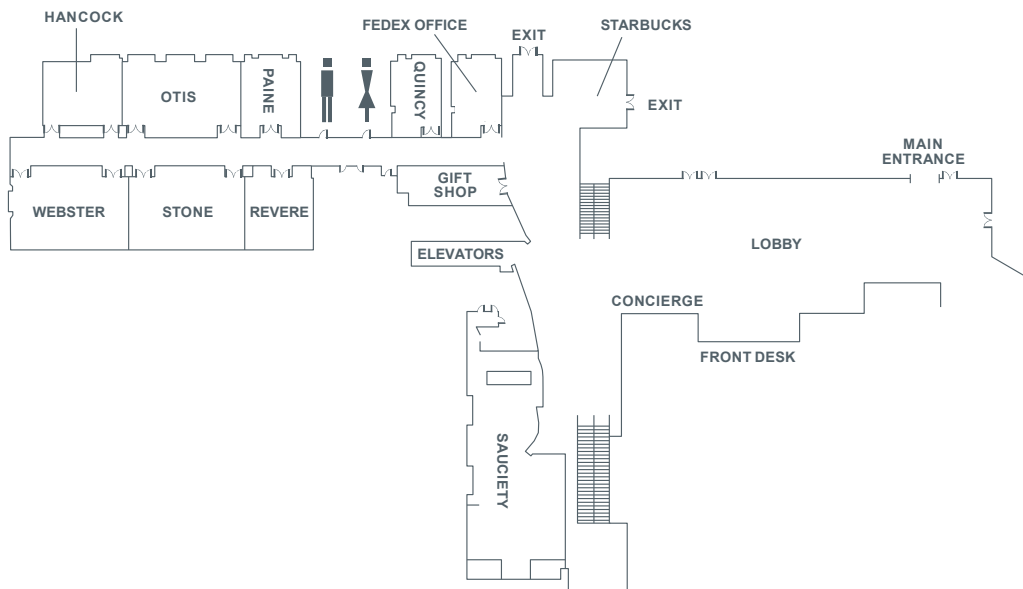 HANCOCK
FEDEX OFFICE
EXIT
STARBUCKS
OTIS
PAINE
QUINCY
EXIT
MAIN
ENTRANCE
GIFT
SHOP
WEBSTER
STONE
REVERE
LOBBY
ELEVATORS
CONCIERGE
FRONT DESK
SAUCIETY